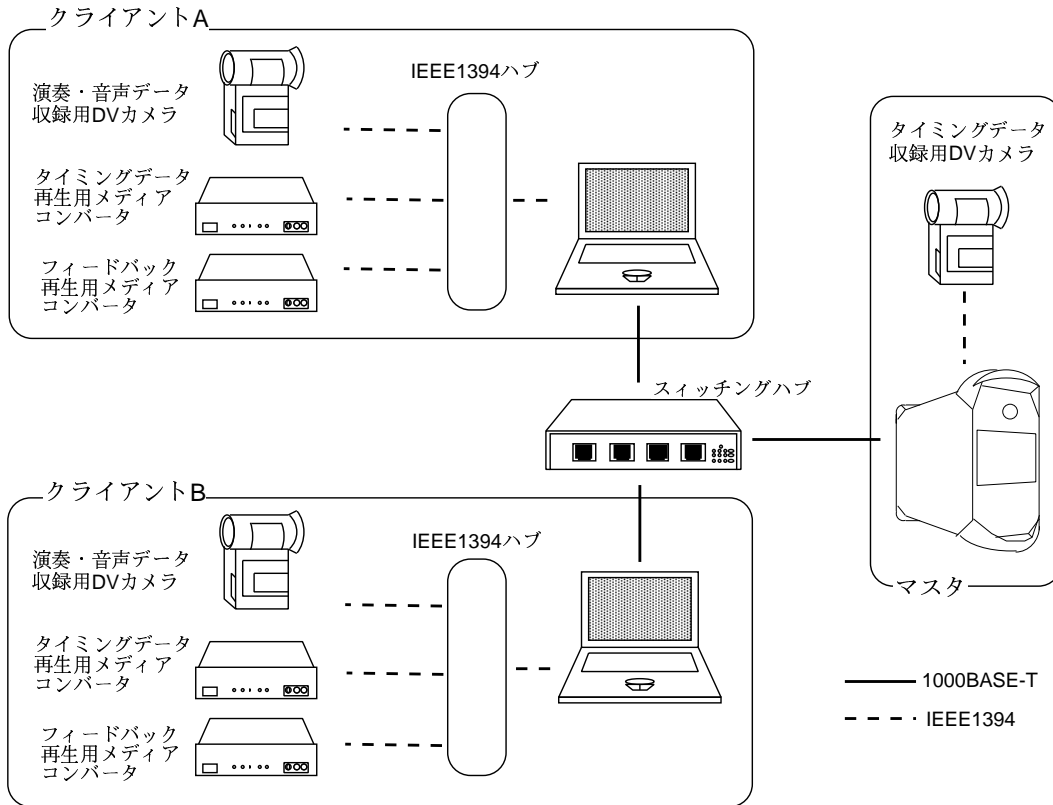 クライアントA
演奏・音声データ
収録用DVカメラ
IEEE1394ハブ
タイミングデータ
再生用メディア
コンバータ
フィードバック
再生用メディア
コンバータ
タイミングデータ
収録用DVカメラ
スィッチングハブ
マスタ
クライアントB
演奏・音声データ
収録用DVカメラ
IEEE1394ハブ
タイミングデータ
再生用メディア
コンバータ
フィードバック
再生用メディア
コンバータ
1000BASE-T
IEEE1394